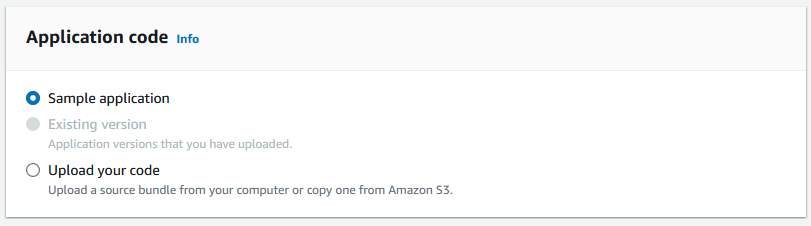 Application code Info
Sample application
Existing version
Application versions that you have uploaded.
Upload your code
Upload a source bundle from your computer or copy one from Amazon S3.